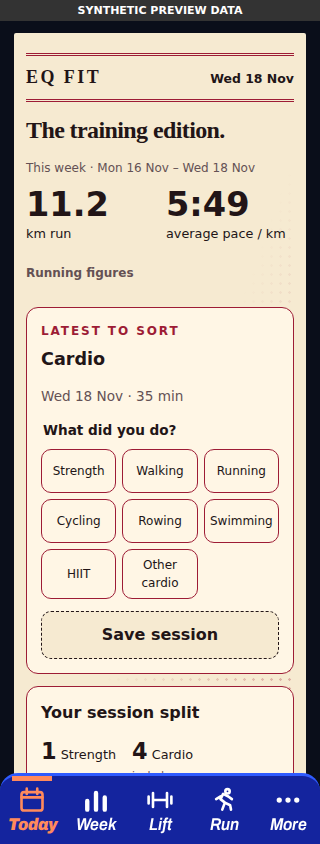 SYNTHETIC PREVIEW DATA
EQ FIT
Wed 18 Nov
The training edition.
This week · Mon 16 Nov – Wed 18 Nov
11.2 5:49
km run average pace / km
Running figures
LATEST TO SORT
Cardio
Wed 18 Nov · 35 min
What did you do?
Strength Walking Running
Cycling Rowing Swimming
HIIT Other cardio
Save session
Your session split
1 Strength 4 Cardio
Today Week Lift Run More